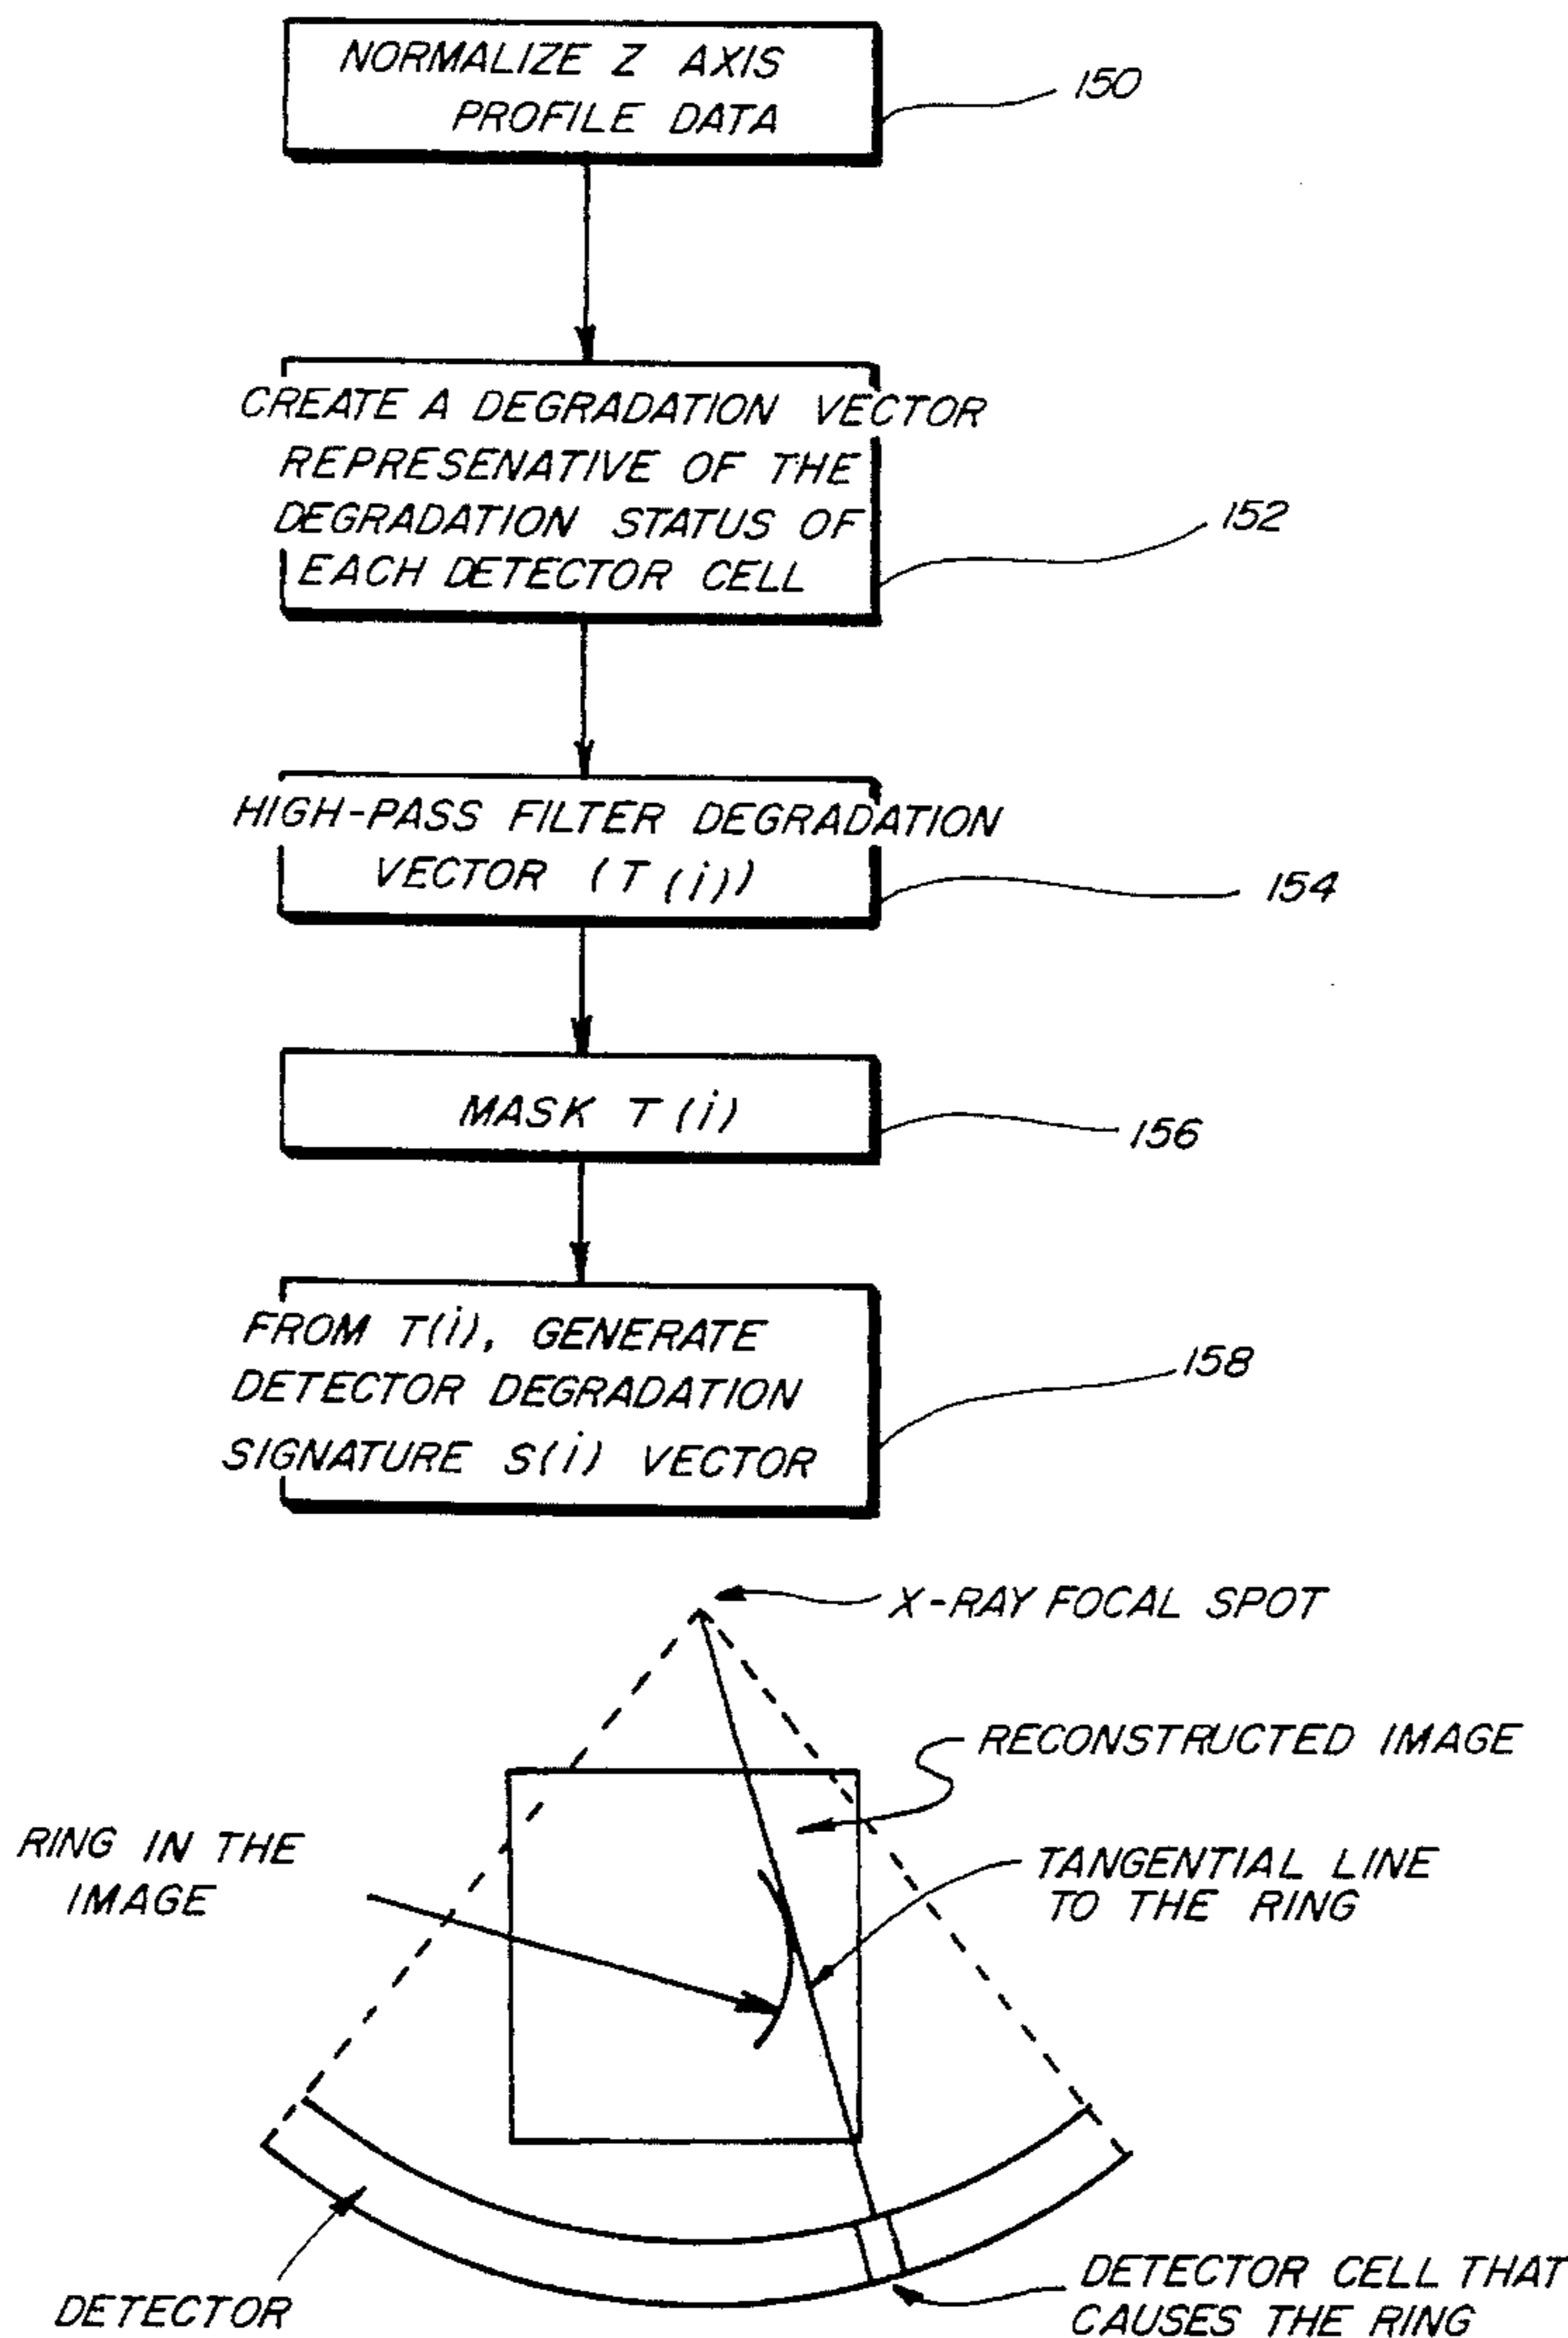 NORMALIZE Z AXIS
PROFILE DATA
150
CREATE A DEGRADATION VECTOR
REPRESENATIVE OF THE
DEGRADATION STATUS OF
EACH DETECTOR CELL
152
HIGH-PASS FILTER DEGRADATION
VECTOR (T(i))
154
MASK T(i)
156
FROM T(i), GENERATE
DETECTOR DEGRADATION
SIGNATURE S(i) VECTOR
158
X-RAY FOCAL SPOT
RECONSTRUCTED IMAGE
RING IN THE
IMAGE
TANGENTIAL LINE
TO THE RING
DETECTOR
DETECTOR CELL THAT
CAUSES THE RING